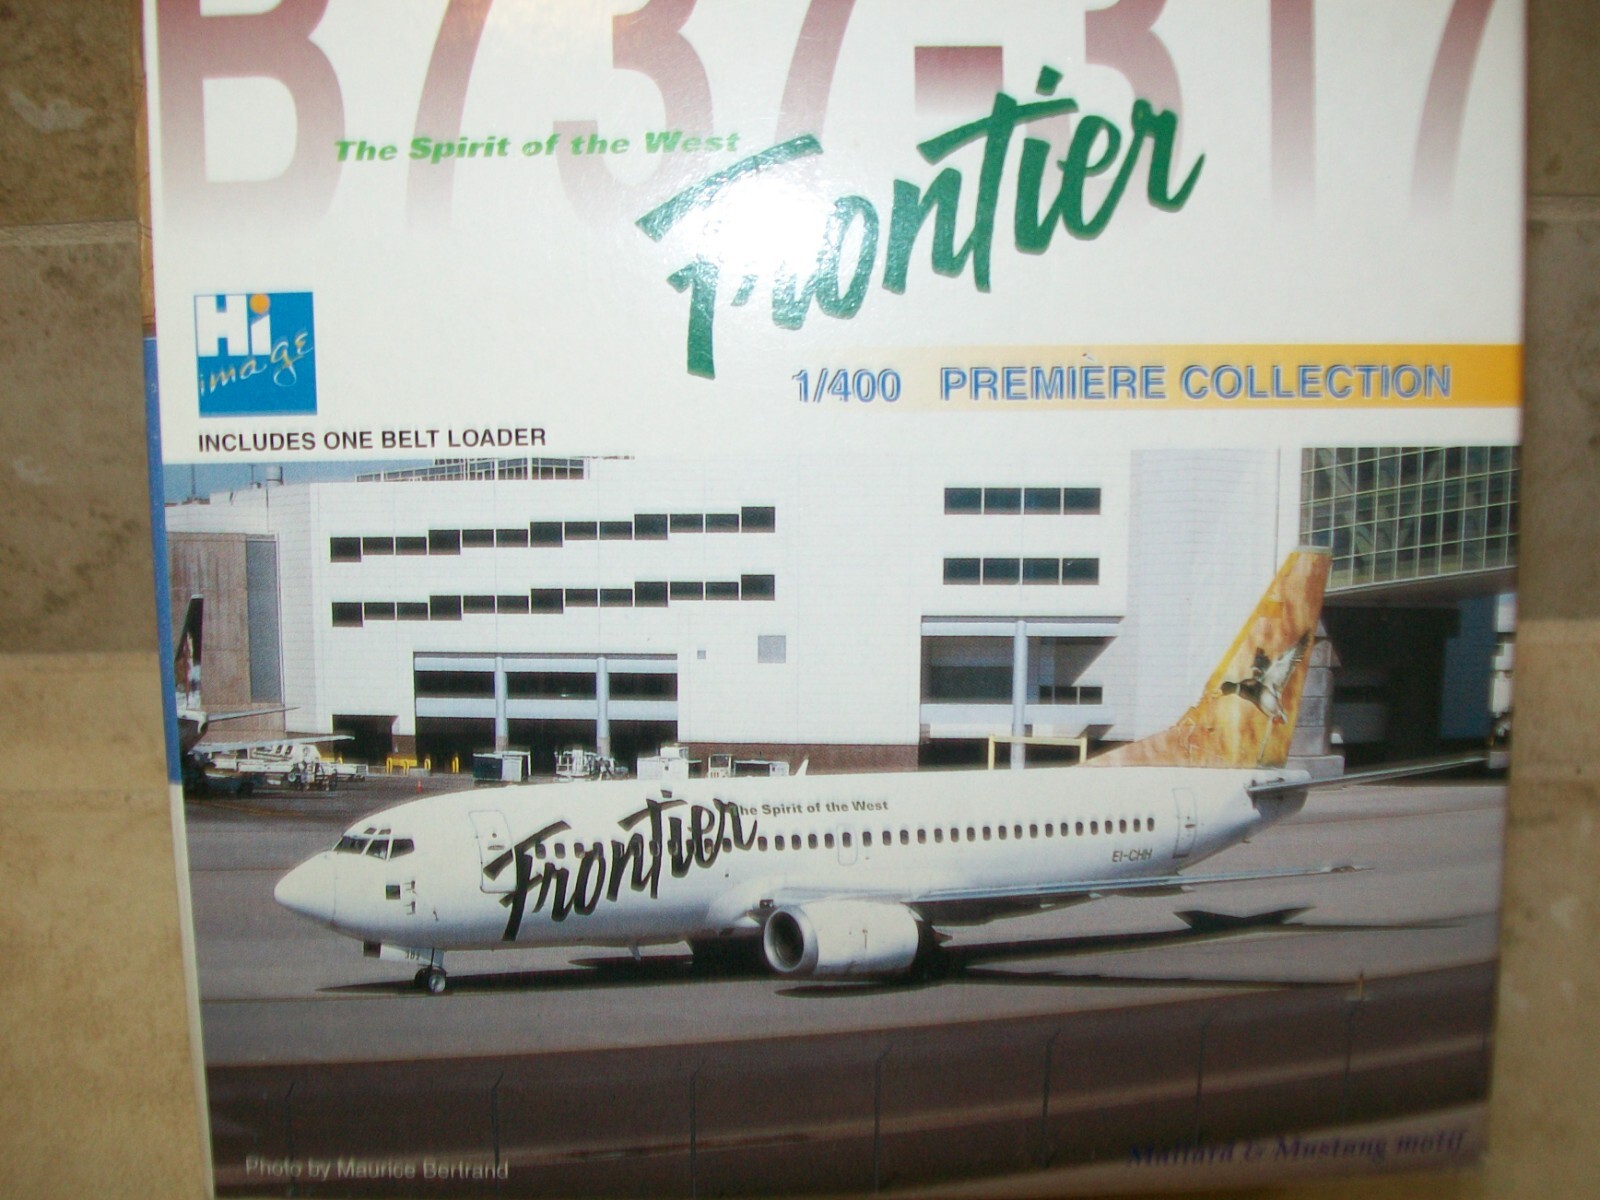 B737-317
The Spirit of the West
Frontier
Hi
image
1/400 PREMIÈRE COLLECTION
INCLUDES ONE BELT LOADER
The Spirit of the West
Frontier
EI-CHH
Photo by Maurice Bertrand
Mallard & Mustang motif